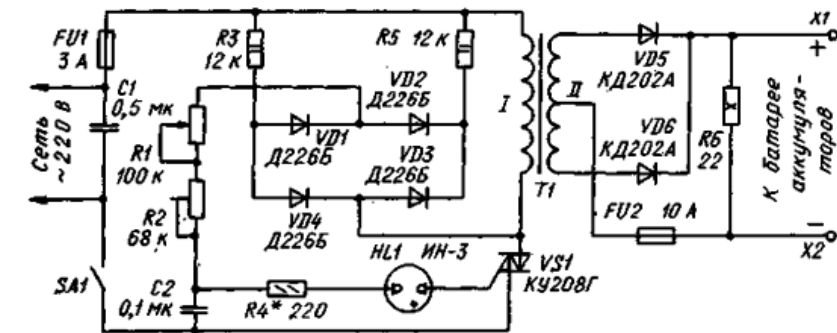 FU1
3 А
R3
12 к
R5 12 к
X1
+
VD5
КД202А
C1
0,5 мк
VD2
Д226Б
VD1
Д226Б
I
II
Сеть
~220 В
R1
100 к
VD3
Д226Б
VD6
КД202А
R6
22
К батарее
аккумуля-
торов
T1
R2
68 к
VD4
Д226Б
FU2 10 А
–
X2
HL1 ИН-3
VS1
КУ208Г
SA1
C2
0,1 мк
R4* 220